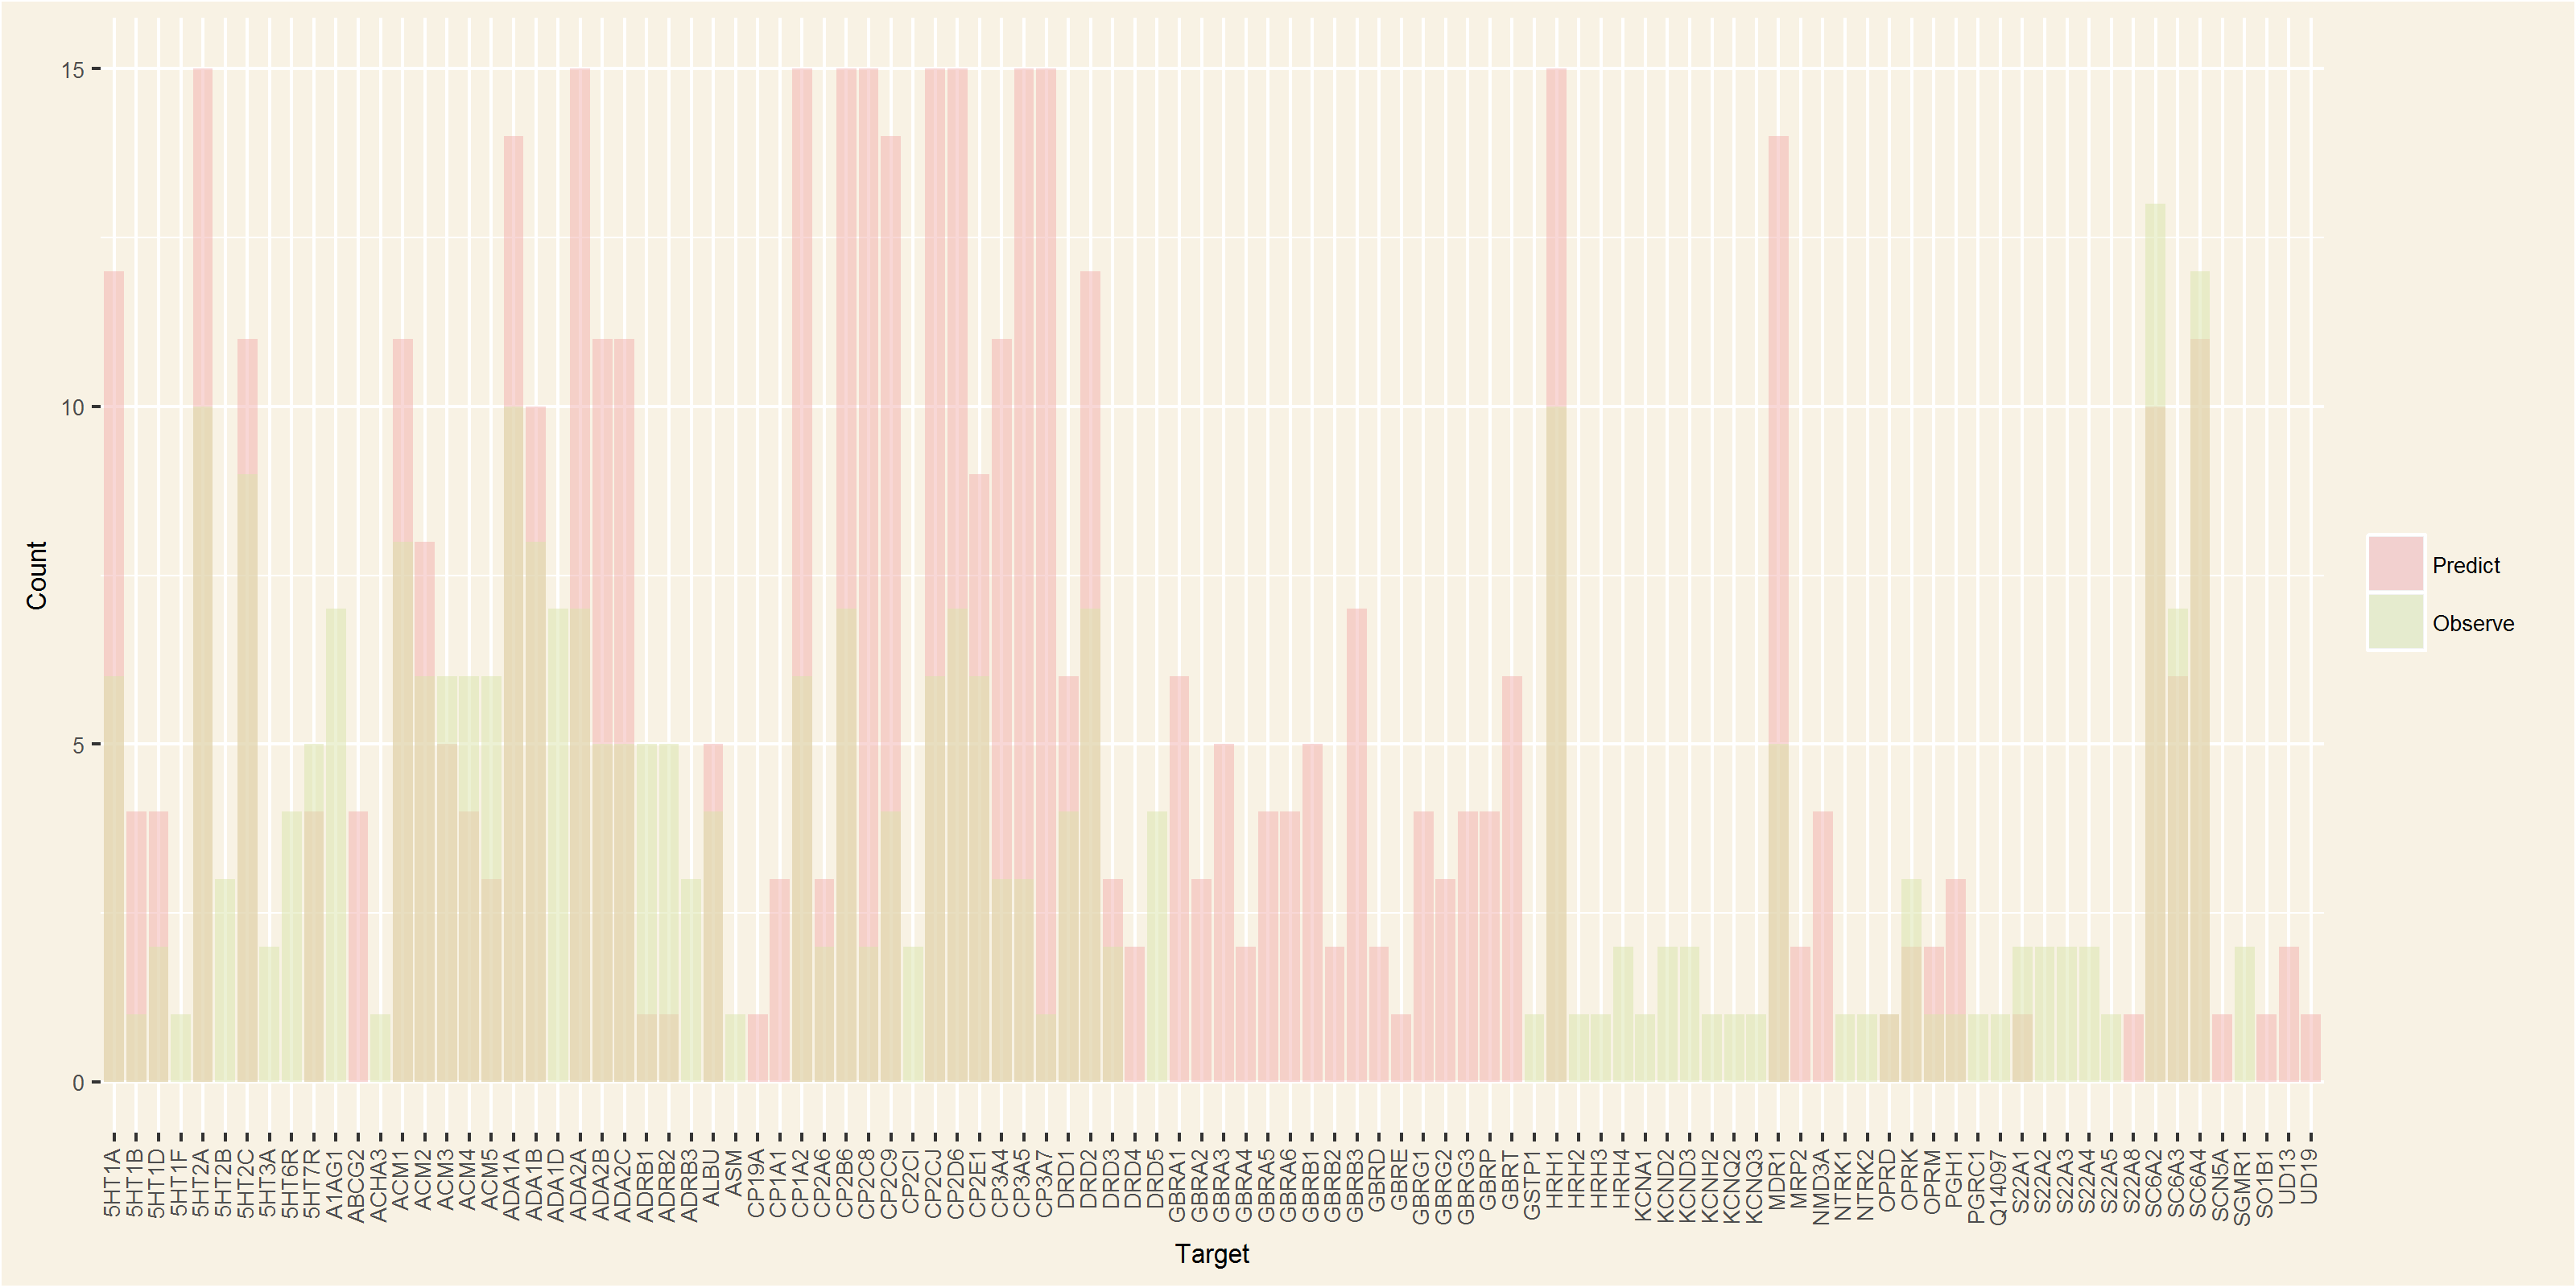 15
10
5
0
Count
5HT1A
5HT1B
5HT1D
5HT1F
5HT2A
5HT2B
5HT2C
5HT3A
5HT6R
5HT7R
A1AG1
ABCG2
ACHA3
ACM1
ACM2
ACM3
ACM4
ACM5
ADA1A
ADA1B
ADA1D
ADA2A
ADA2B
ADA2C
ADRB1
ADRB2
ADRB3
ALBU
ASM
CP19A
CP1A1
CP1A2
CP2A6
CP2B6
CP2C8
CP2C9
CP2CI
CP2CJ
CP2D6
CP2E1
CP3A4
CP3A5
CP3A7
DRD1
DRD2
DRD3
DRD4
DRD5
GBRA1
GBRA2
GBRA3
GBRA4
GBRA5
GBRA6
GBRB1
GBRB2
GBRB3
GBRD
GBRE
GBRG1
GBRG2
GBRG3
GBRP
GBRT
GSTP1
HRH1
HRH2
HRH3
HRH4
KCNA1
KCND2
KCND3
KCNH2
KCNQ2
KCNQ3
MDR1
MRP2
NMD3A
NTRK1
NTRK2
OPRD
OPRK
OPRM
PGH1
PGRC1
Q14097
S22A1
S22A2
S22A3
S22A4
S22A5
S22A8
SC6A2
SC6A3
SC6A4
SCN5A
SGMR1
SO1B1
UD13
UD19
Target
Predict
Observe